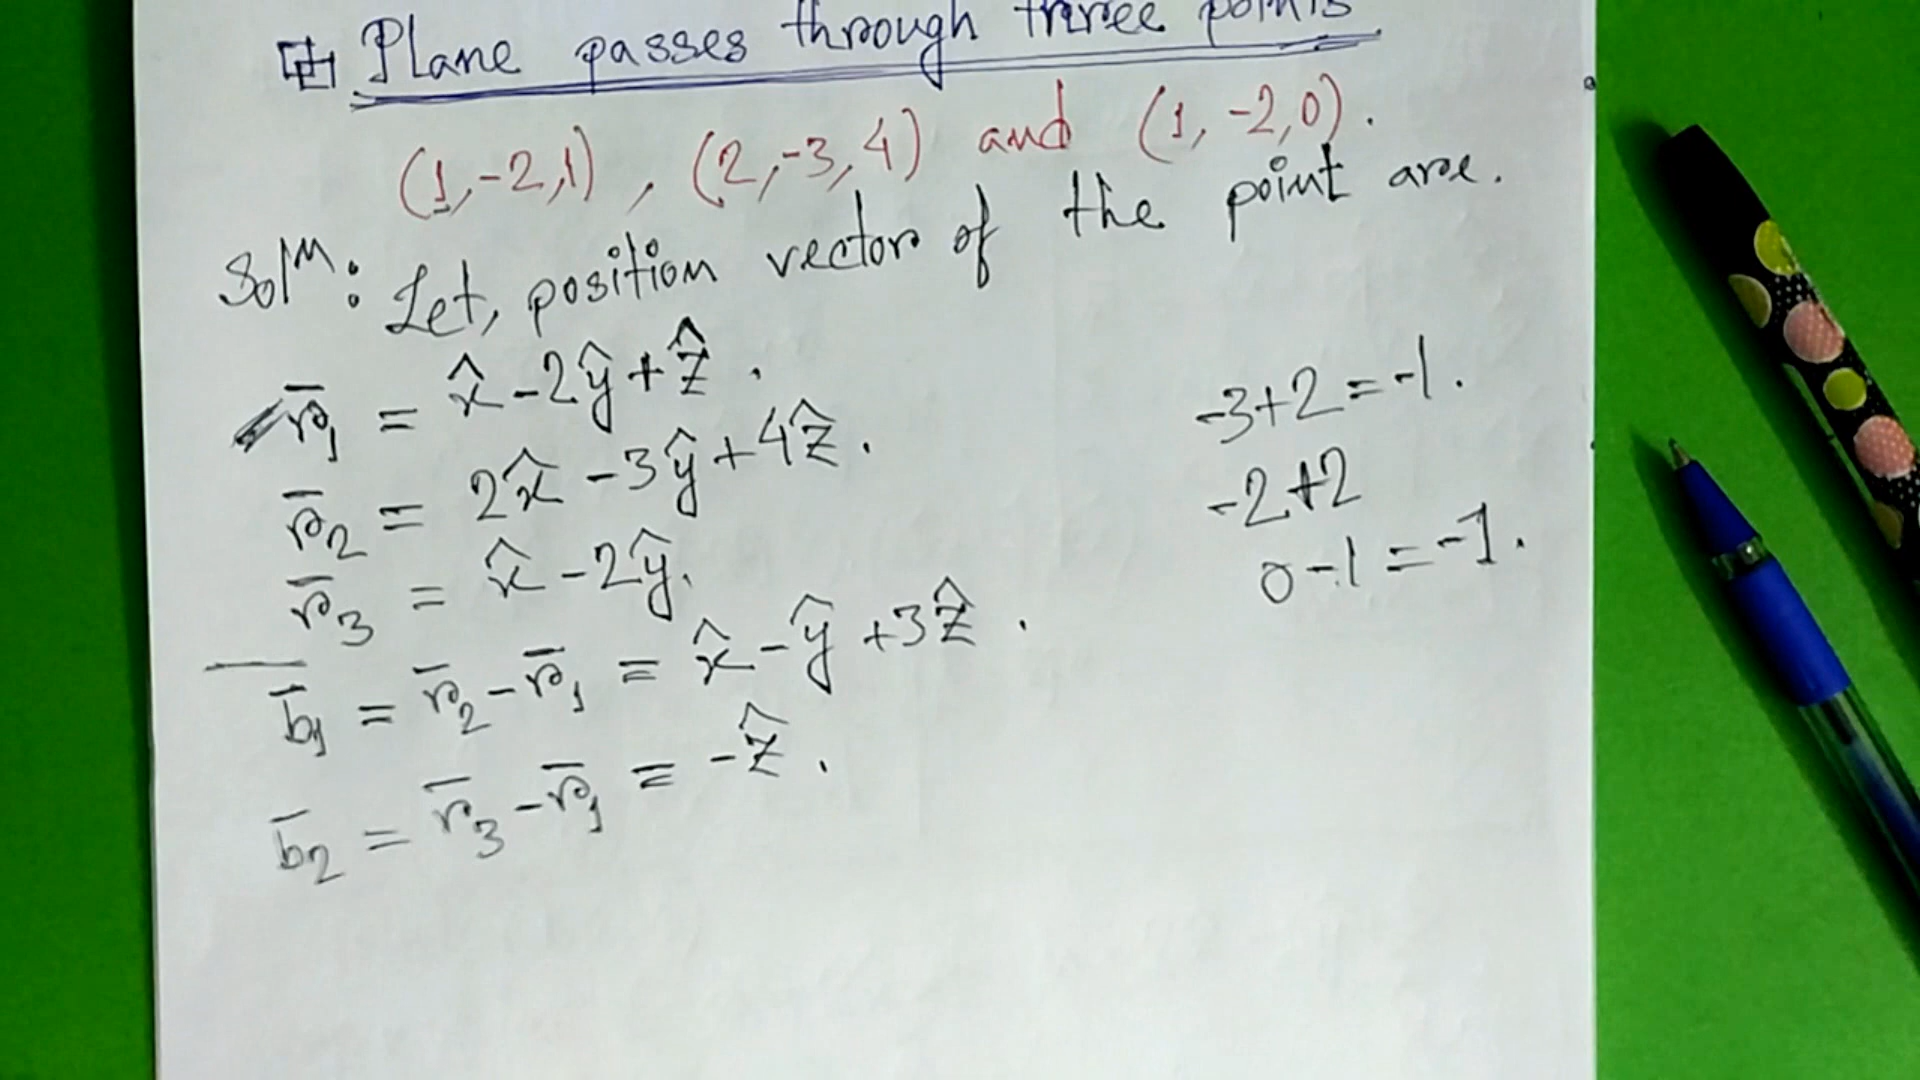 Plane passes through three points
(1,-2,1), (2,-3,4) and (1,-2,0).
Solⁿ: Let, position vector of the point are.
r̄₁ = x̂ - 2ŷ + ẑ.
r̄₂ = 2x̂ - 3ŷ + 4ẑ.
r̄₃ = x̂ - 2ŷ.
b̄₁ = r̄₂ - r̄₁ = x̂ - ŷ + 3ẑ.
b̄₂ = r̄₃ - r̄₁ = -ẑ.
-3+2=-1.
-2+2
0-1=-1.